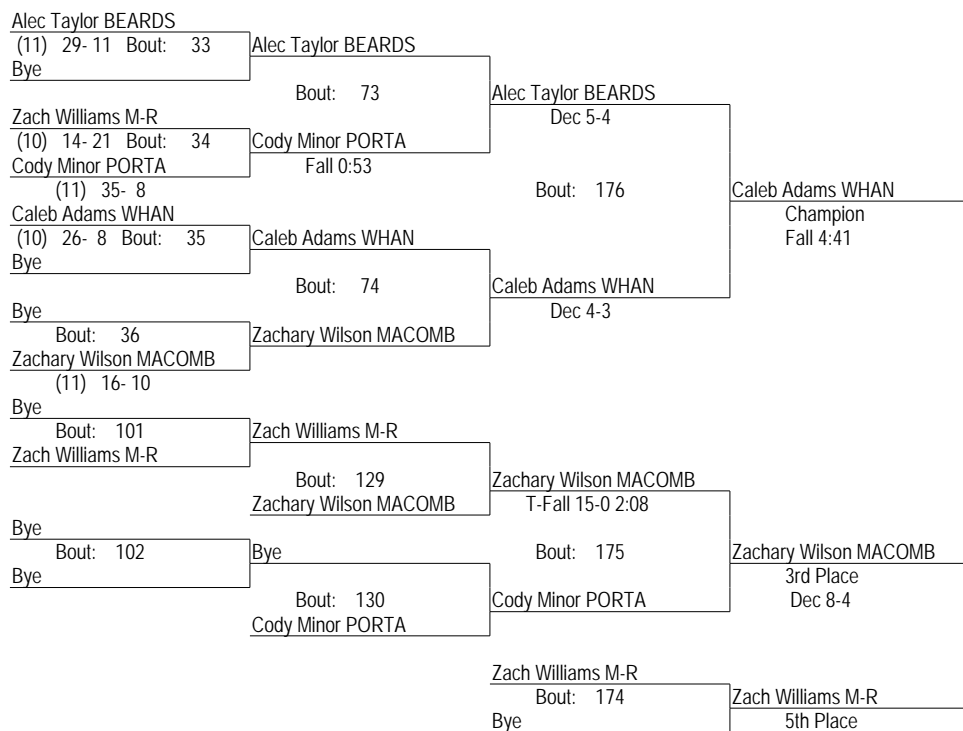 Alec Taylor BEARDS
(11) 29- 11 Bout: 33
Bye
Alec Taylor BEARDS
Bout: 73
Zach Williams M-R
(10) 14- 21 Bout: 34
Cody Minor PORTA
(11) 35- 8
Cody Minor PORTA
Fall 0:53
Alec Taylor BEARDS
Dec 5-4
Bout: 176
Caleb Adams WHAN
(10) 26- 8 Bout: 35
Bye
Caleb Adams WHAN
Bout: 74
Bye
Bout: 36
Zachary Wilson MACOMB
(11) 16- 10
Zachary Wilson MACOMB
Caleb Adams WHAN
Dec 4-3
Caleb Adams WHAN
Champion
Fall 4:41
Bye
Bout: 101
Zach Williams M-R
Zach Williams M-R
Bout: 129
Zachary Wilson MACOMB
Zachary Wilson MACOMB
T-Fall 15-0 2:08
Bye
Bout: 102
Bye
Bye
Bout: 130
Cody Minor PORTA
Bout: 175
Cody Minor PORTA
Zachary Wilson MACOMB
3rd Place
Dec 8-4
Zach Williams M-R
Bout: 174
Bye
Zach Williams M-R
5th Place